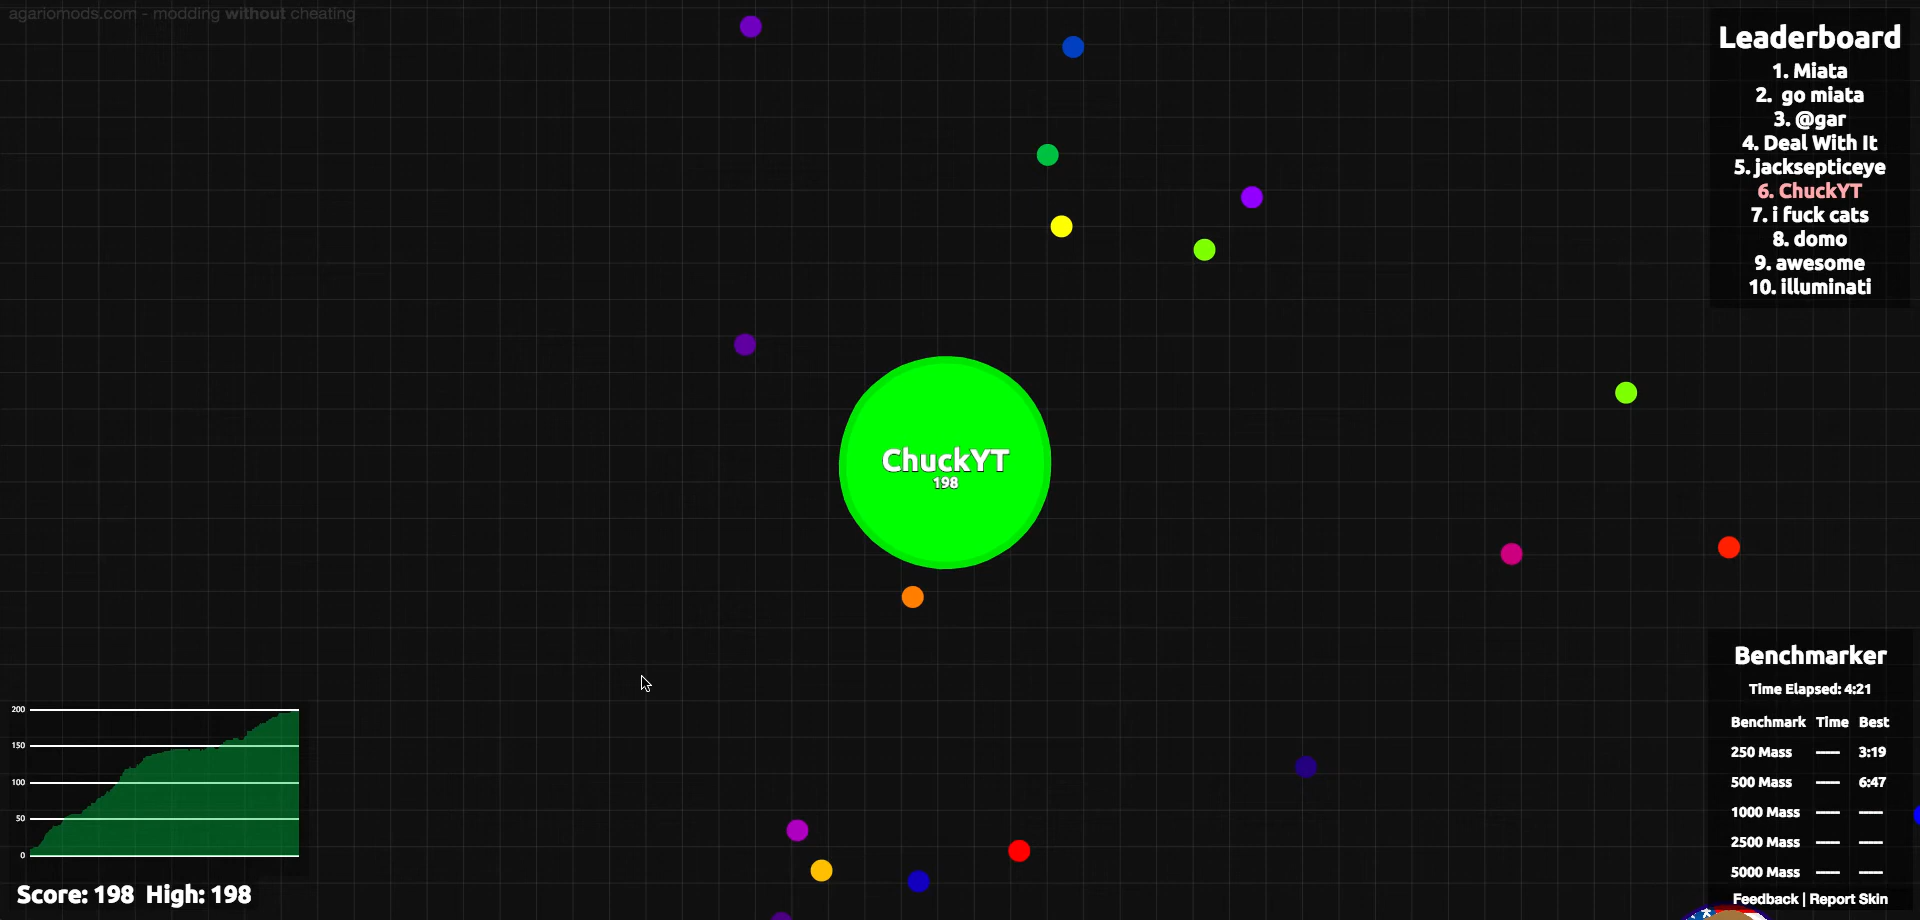 agariomods.com - modding without cheating
Leaderboard
1. Miata
2. go miata
3. @gar
4. Deal With It
5. jacksepticeye
6. ChuckYT
7. i fuck cats
8. domo
9. awesome
10. illuminati
ChuckYT
198
Benchmarker
Time Elapsed: 4:21
Benchmark Time Best
250 Mass ---- 3:19
500 Mass ---- 6:47
1000 Mass ---- ----
2500 Mass ---- ----
5000 Mass ---- ----
Feedback | Report Skin
200
150
100
50
0
Score: 198 High: 198